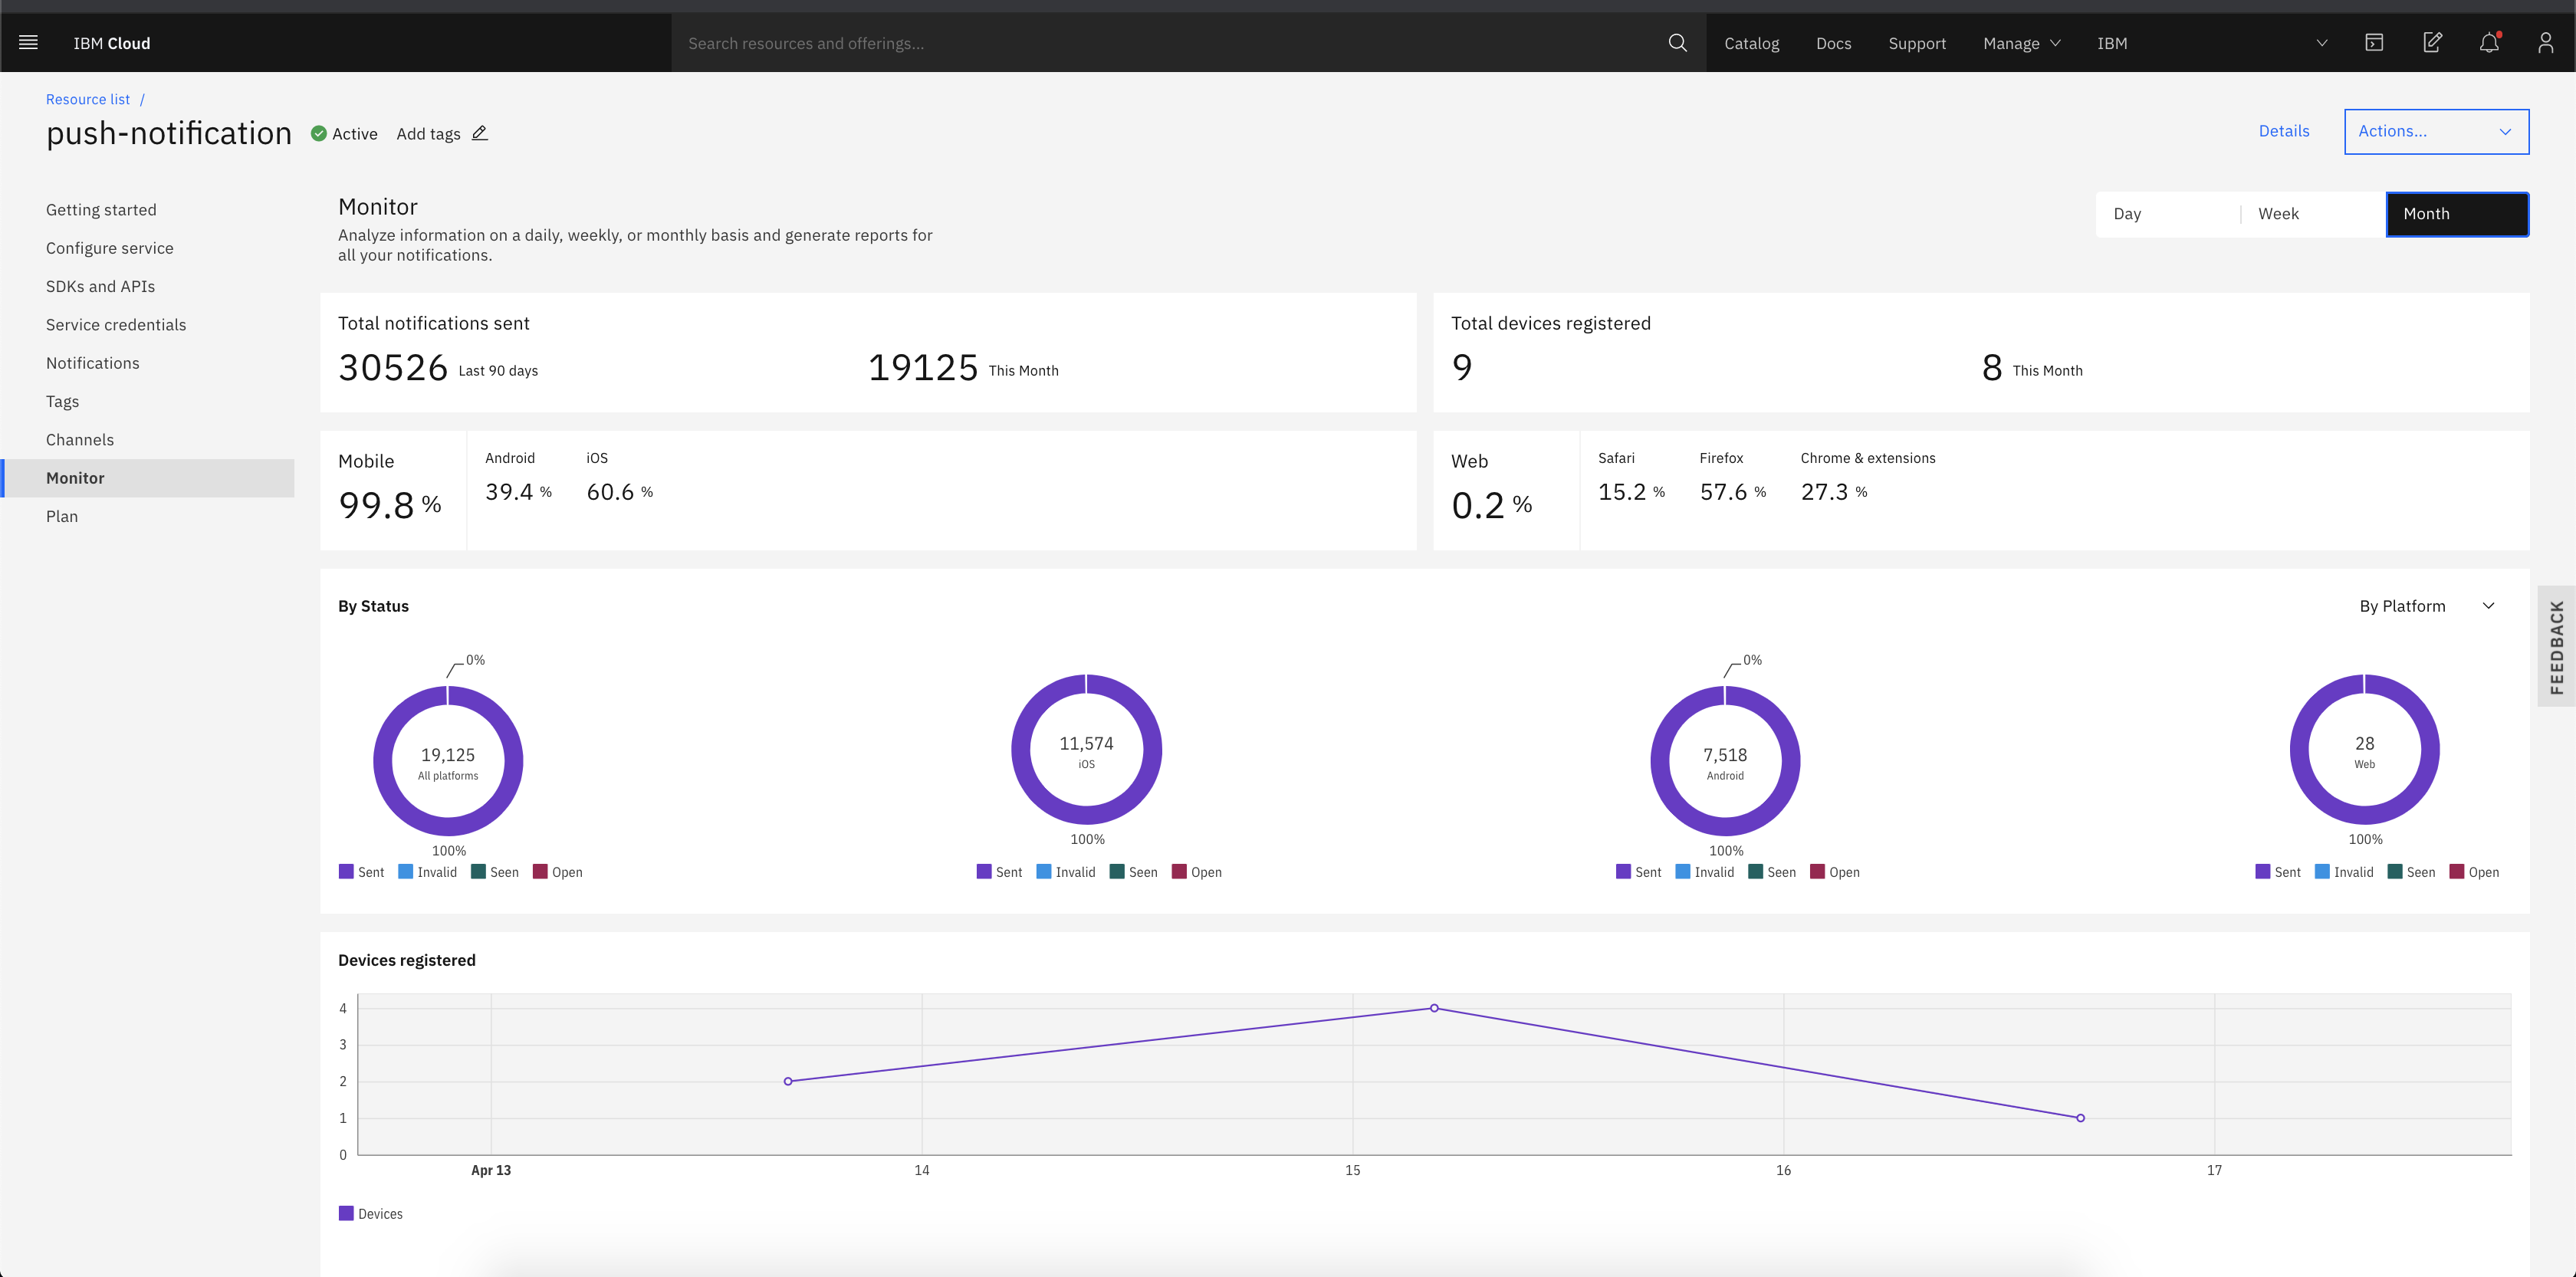 IBM Cloud
Search resources and offerings...
Catalog Docs Support Manage IBM
Resource list /
push-notification Active Add tags
Details Actions...
Getting started
Configure service
SDKs and APIs
Service credentials
Notifications
Tags
Channels
Monitor
Plan
Monitor
Analyze information on a daily, weekly, or monthly basis and generate reports for
all your notifications.
Day Week Month
Total notifications sent
30526 Last 90 days 19125 This Month
Total devices registered
9 8 This Month
Mobile
99.8 %
Android iOS
39.4 % 60.6 %
Web
0.2 %
Safari Firefox Chrome & extensions
15.2 % 57.6 % 27.3 %
By Status By Platform
0%
19,125
All platforms
100%
Sent Invalid Seen Open
11,574
iOS
100%
Sent Invalid Seen Open
0%
7,518
Android
100%
Sent Invalid Seen Open
28
Web
100%
Sent Invalid Seen Open
FEEDBACK
Devices registered
4
3
2
1
0
Apr 13 14 15 16 17
Devices